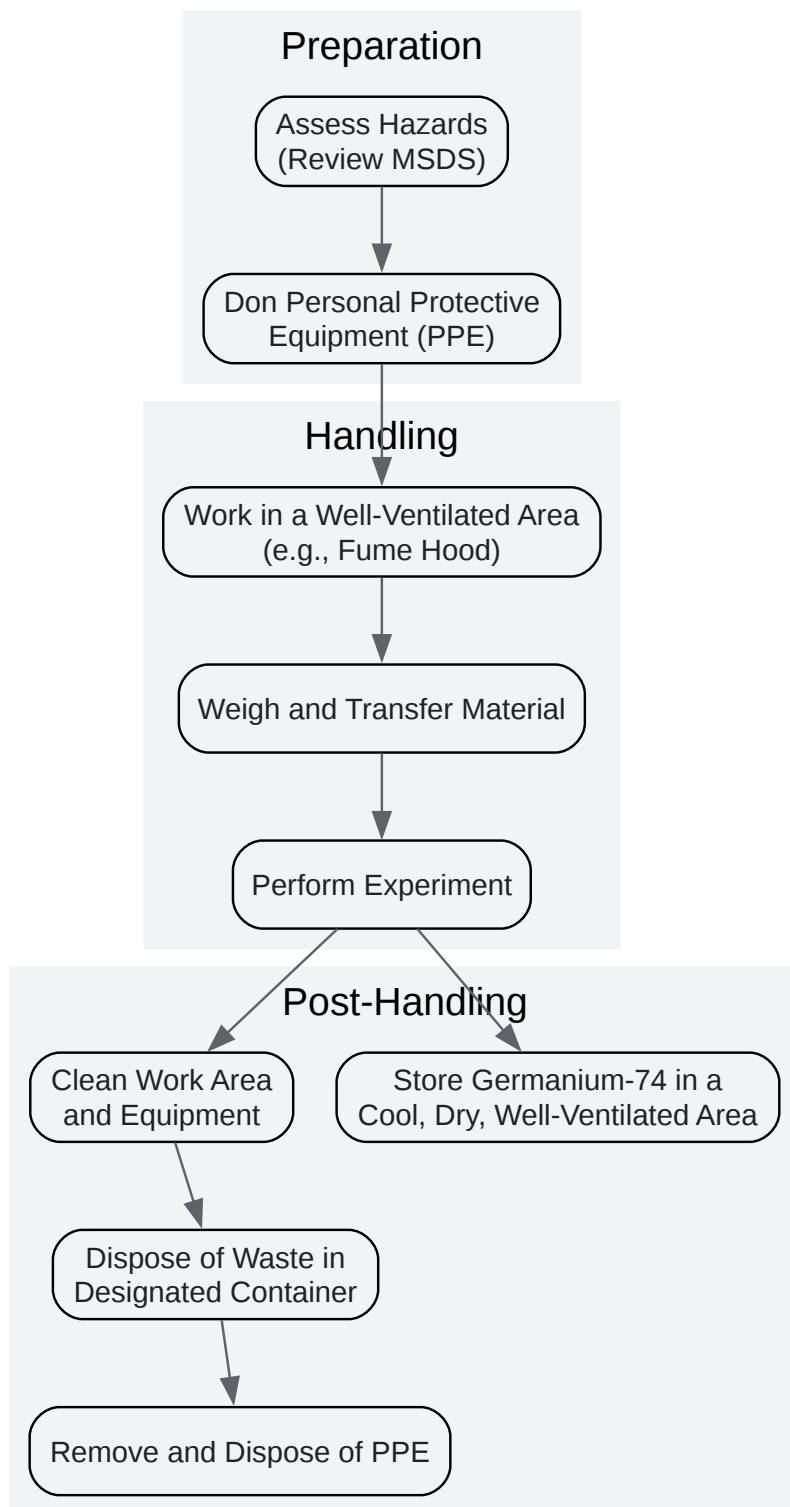 Preparation
Assess Hazards
(Review MSDS)
Don Personal Protective
Equipment (PPE)
Handling
Work in a Well-Ventilated Area
(e.g., Fume Hood)
Weigh and Transfer Material
Perform Experiment
Post-Handling
Clean Work Area
and Equipment
Store Germanium-74 in a
Cool, Dry, Well-Ventilated Area
Dispose of Waste in
Designated Container
Remove and Dispose of PPE